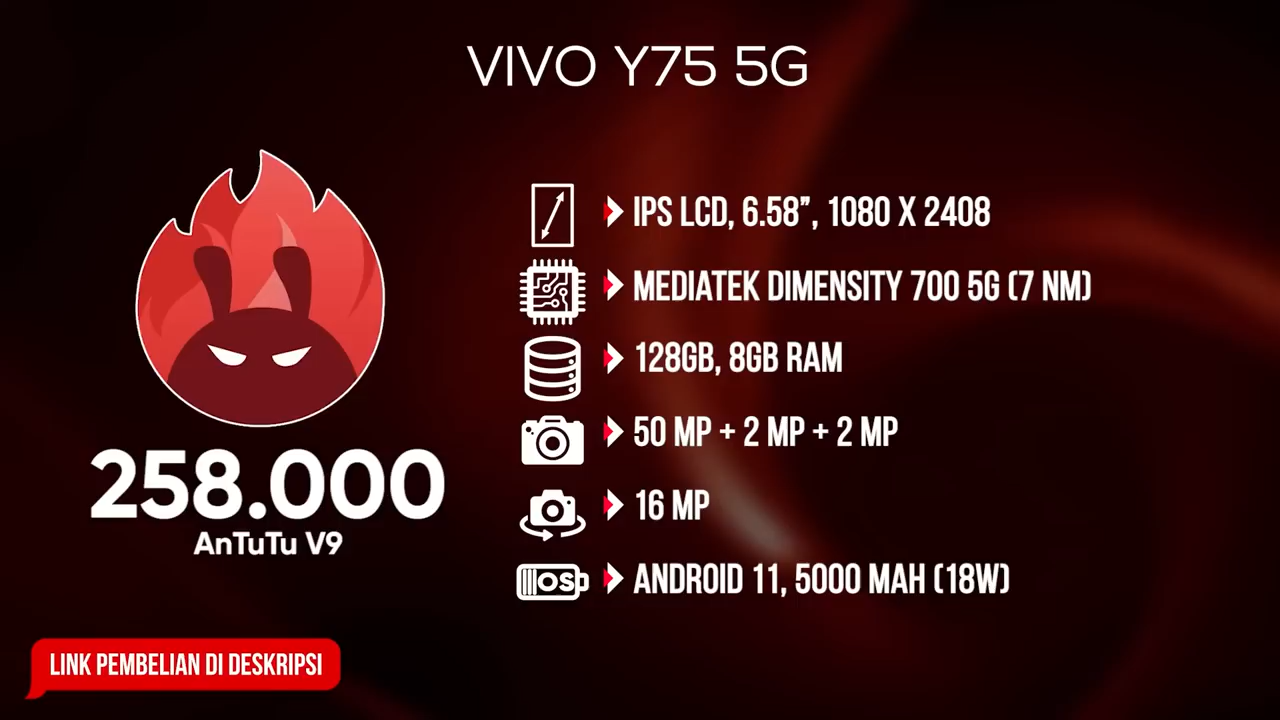 VIVO Y75 5G
258.000
AnTuTu V9
IPS LCD, 6.58”, 1080 X 2408
MEDIATEK DIMENSITY 700 5G (7 NM)
128GB, 8GB RAM
50 MP + 2 MP + 2 MP
16 MP
OS
ANDROID 11, 5000 MAH (18W)
LINK PEMBELIAN DI DESKRIPSI